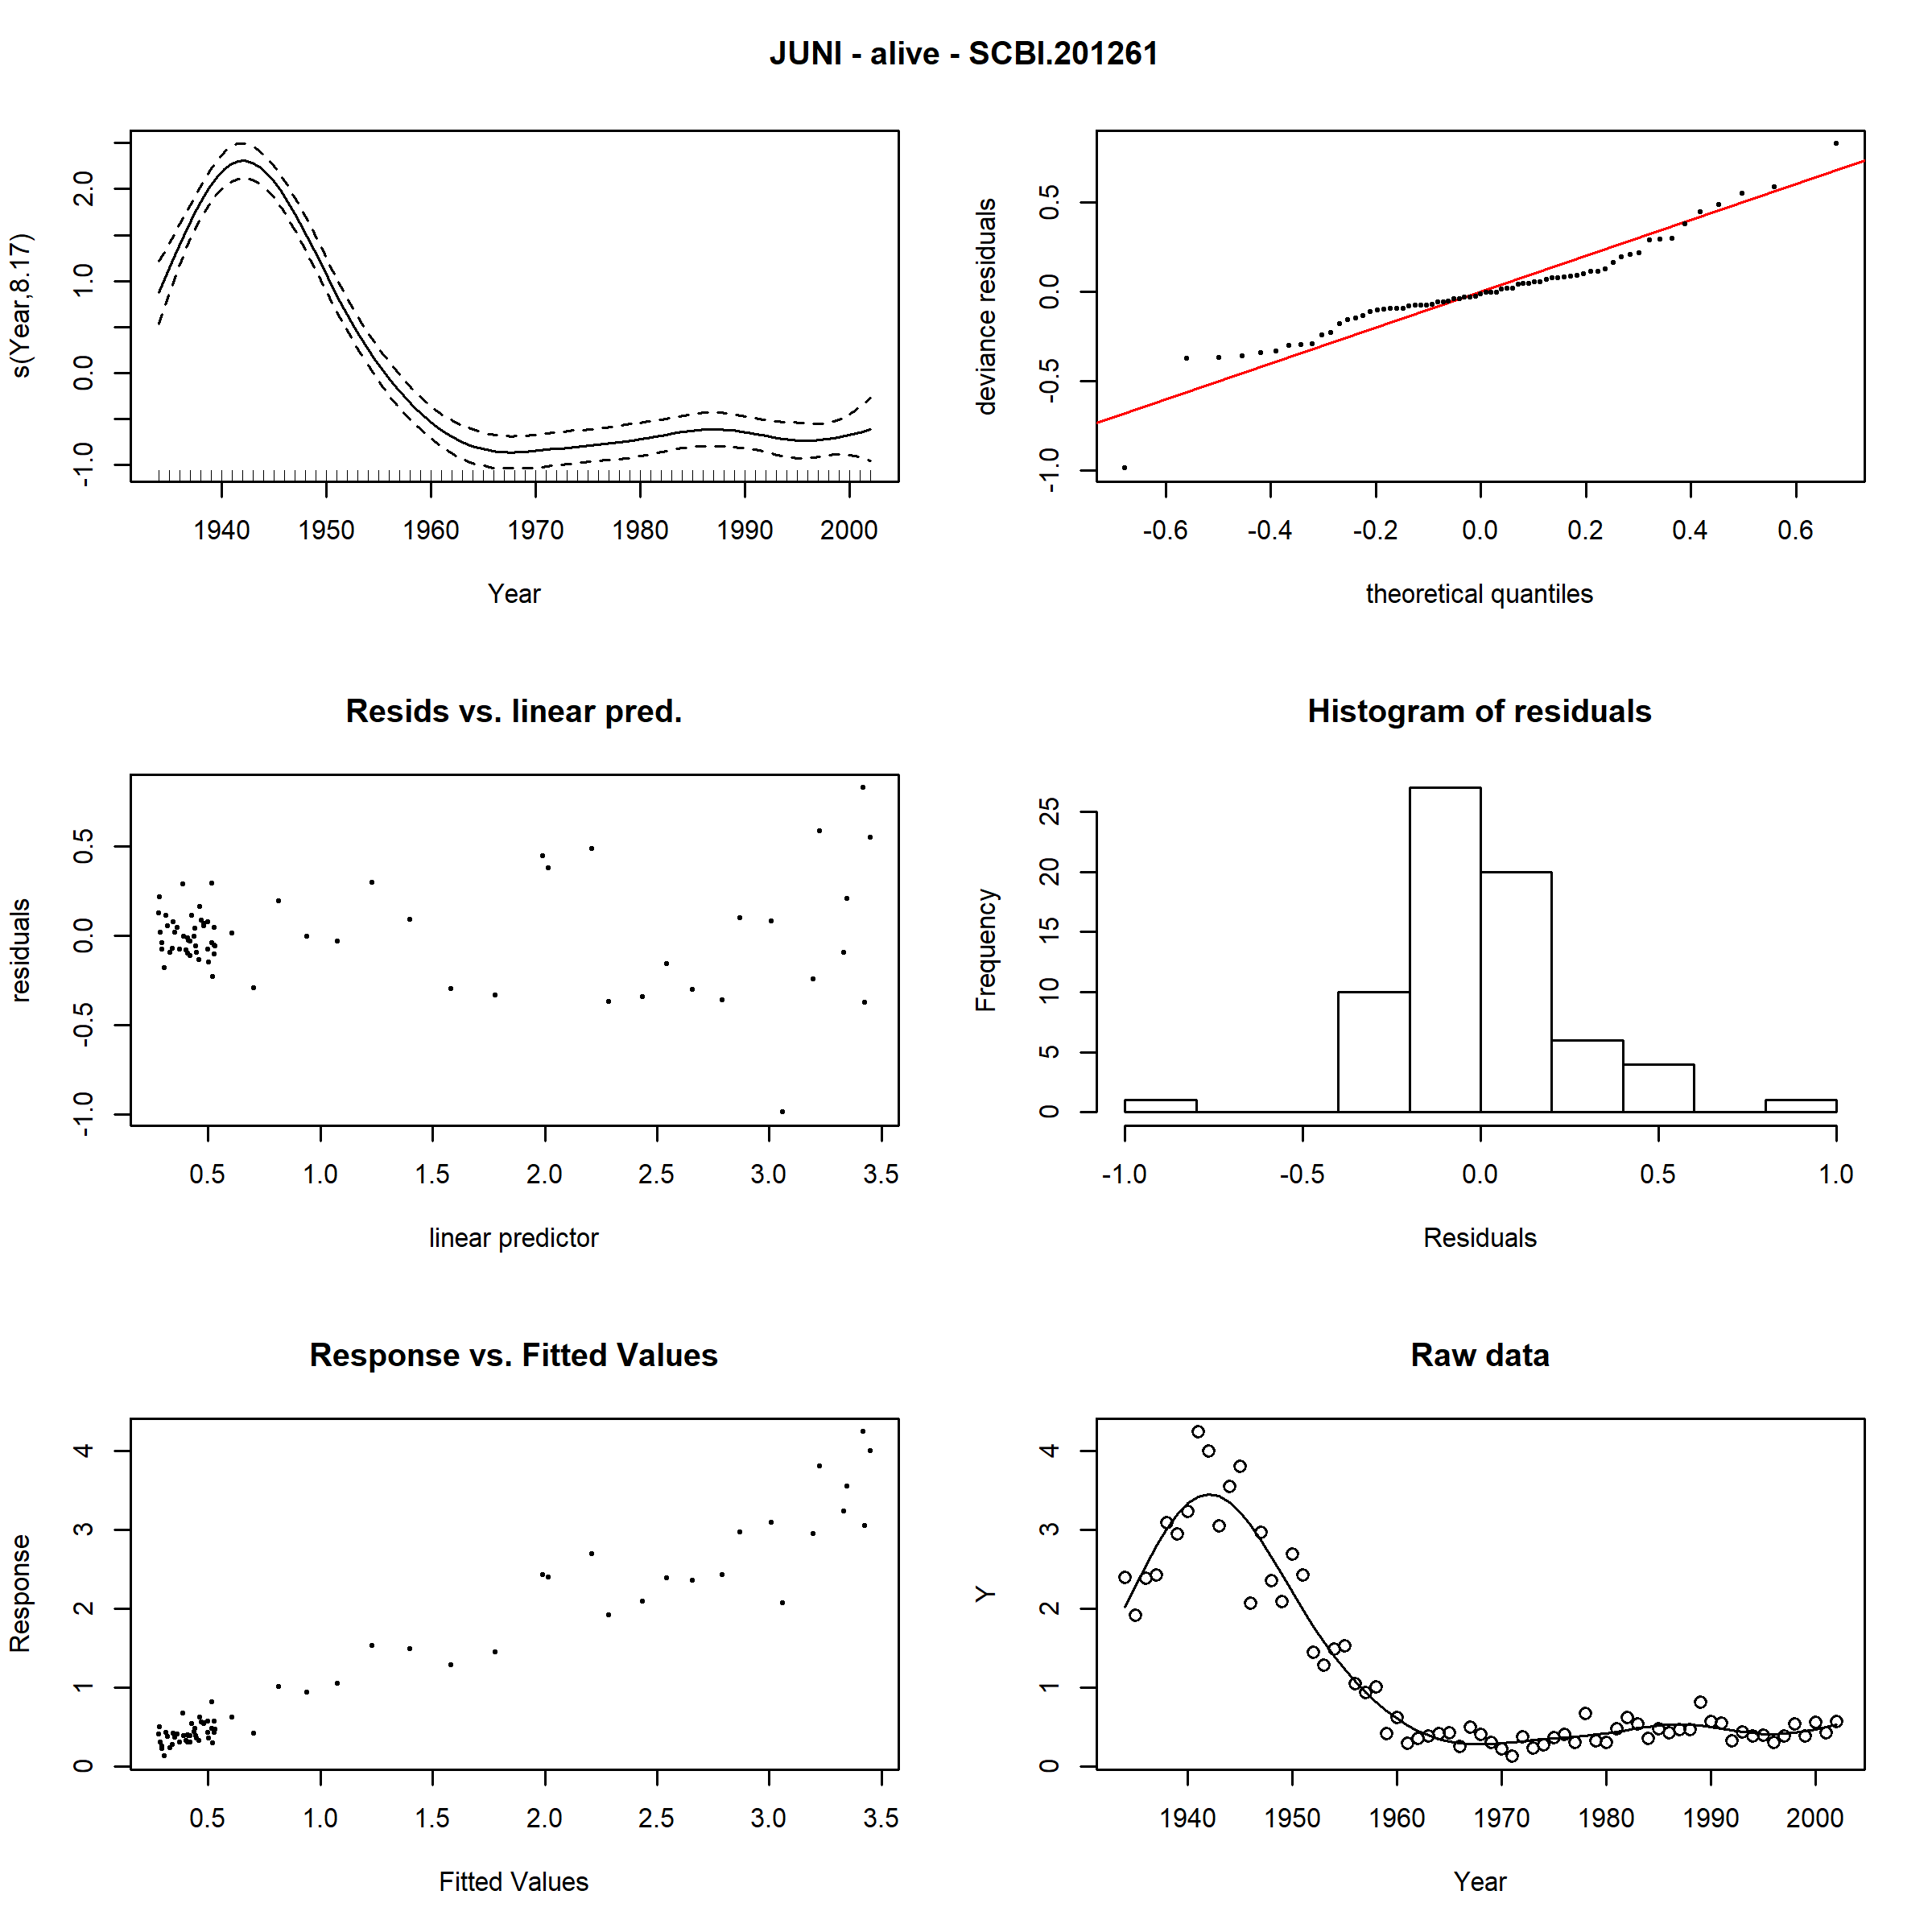 JUNI - alive - SCBI.201261
s(Year,8.17)
-1.0 0.0 1.0 2.0
1940 1950 1960 1970 1980 1990 2000
Year
deviance residuals
-1.0 -0.5 0.0 0.5
-0.6 -0.4 -0.2 0.0 0.2 0.4 0.6
theoretical quantiles
Resids vs. linear pred.
residuals
-1.0 -0.5 0.0 0.5
0.5 1.0 1.5 2.0 2.5 3.0 3.5
linear predictor
Histogram of residuals
Frequency
0 5 10 15 20 25
-1.0 -0.5 0.0 0.5 1.0
Residuals
Response vs. Fitted Values
Response
0 1 2 3 4
0.5 1.0 1.5 2.0 2.5 3.0 3.5
Fitted Values
Raw data
Y
0 1 2 3 4
1940 1950 1960 1970 1980 1990 2000
Year